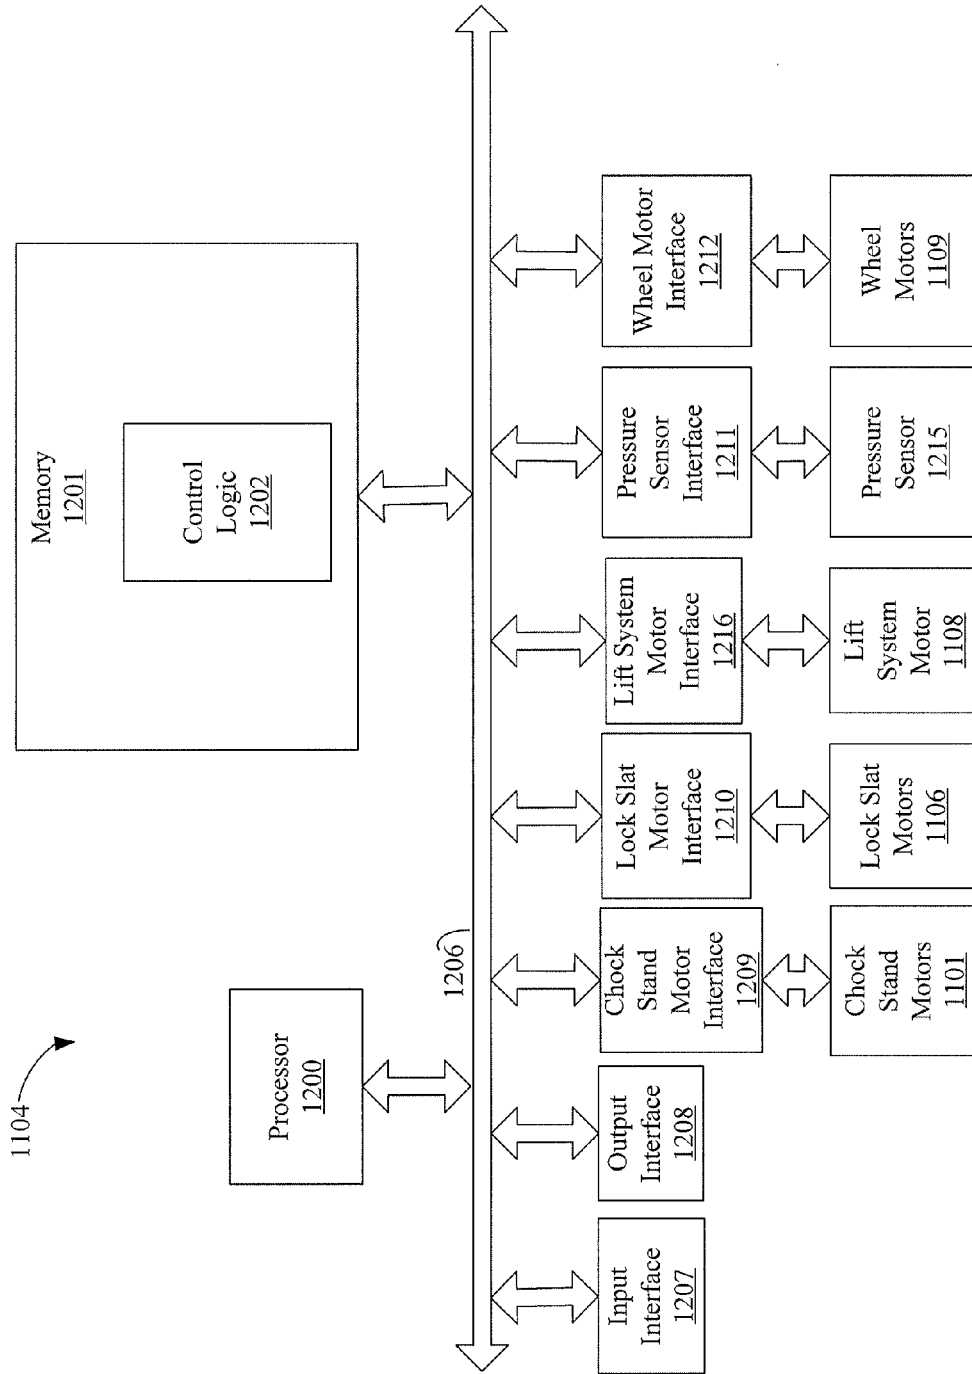 1104
Processor
1200
Memory
1201
Control
Logic
1202
1206
Input
Interface
1207
Output
Interface
1208
Chock
Stand
Motor
Interface
1209
Lock Slat
Motor
Interface
1210
Lift System
Motor
Interface
1216
Pressure
Sensor
Interface
1211
Wheel Motor
Interface
1212
Chock
Stand
Motors
1101
Lock Slat
Motors
1106
Lift
System
Motor
1108
Pressure
Sensor
1215
Wheel
Motors
1109